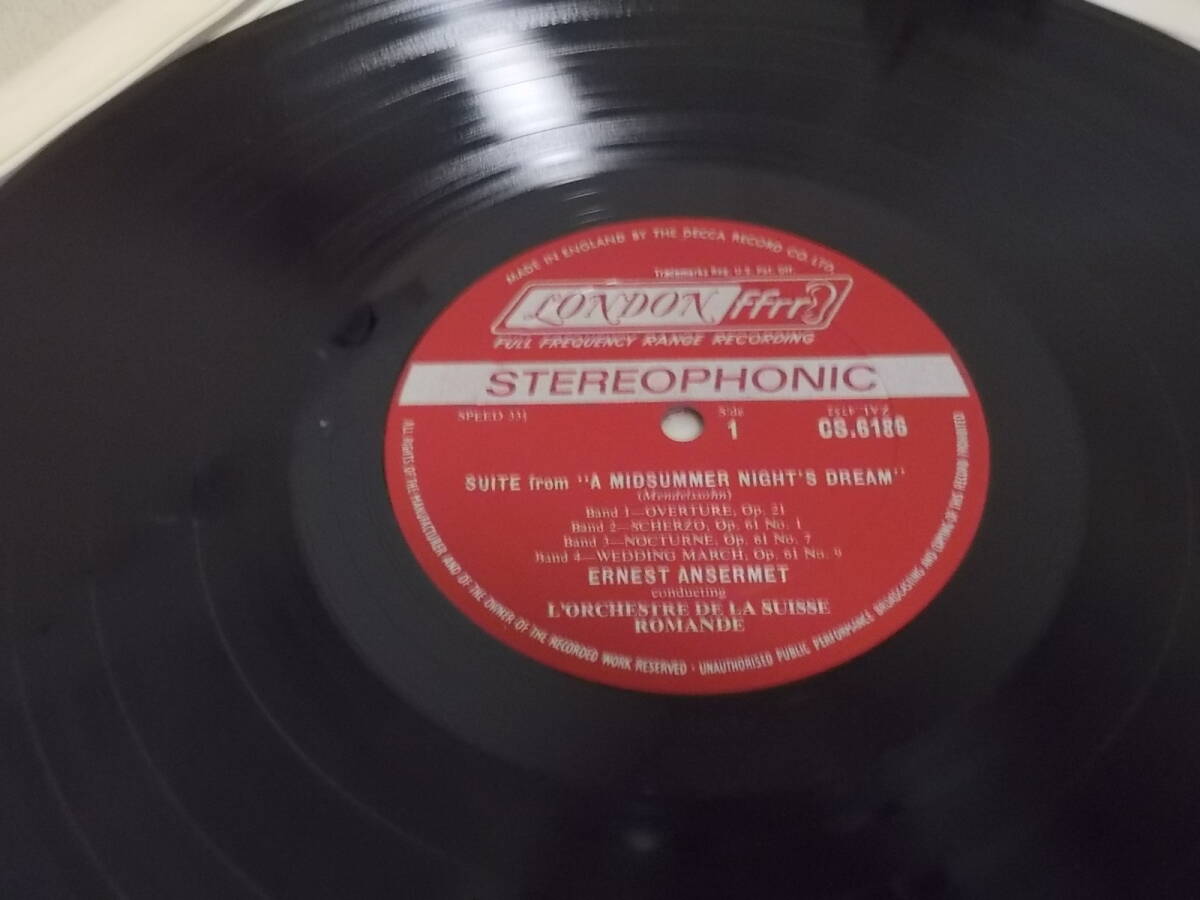 MADE IN ENGLAND BY THE DECCA RECORD CO. LTD.
Trademarks Reg. U.S. Pat. Off.
LONDON ffrr
FULL FREQUENCY RANGE RECORDING
STEREOPHONIC
SPEED 33⅓
Side 1
CS.6186
SUITE from "A MIDSUMMER NIGHT'S DREAM"
(Mendelssohn)
Band 1—OVERTURE, Op. 21
Band 2—SCHERZO, Op. 61 No. 1
Band 3—NOCTURNE, Op. 61 No. 7
Band 4—WEDDING MARCH, Op. 61 No. 9
ERNEST ANSERMET
conducting
L'ORCHESTRE DE LA SUISSE
ROMANDE
ALL RIGHTS OF THE MANUFACTURER AND OF THE OWNER OF THE RECORDED WORK RESERVED · UNAUTHORISED PUBLIC PERFORMANCE BROADCASTING AND COPYING OF THIS RECORD PROHIBITED